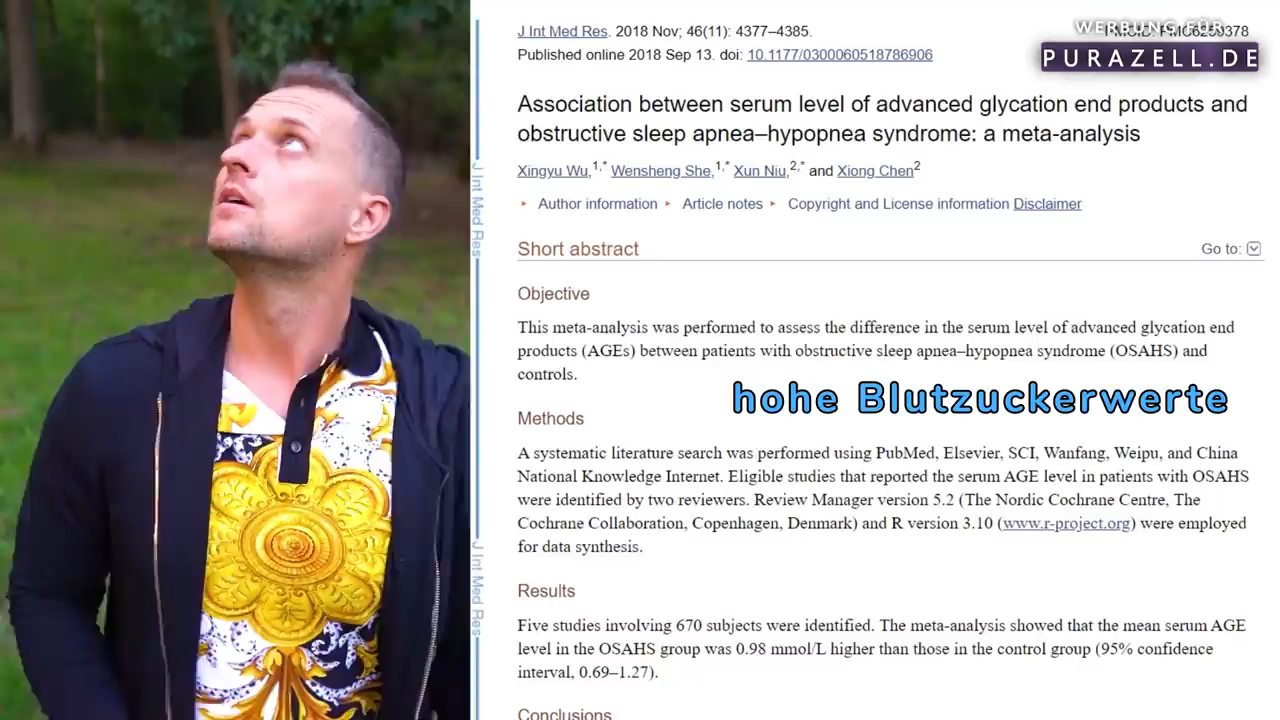 J Int Med Res. 2018 Nov; 46(11): 4377–4385.
Published online 2018 Sep 13. doi: 10.1177/0300060518786906
WERBUNG FÜR
PURAZELL.DE
Association between serum level of advanced glycation end products and
obstructive sleep apnea–hypopnea syndrome: a meta-analysis
Xingyu Wu,1,* Wensheng She,1,* Xun Niu,2,* and Xiong Chen2
Author information Article notes Copyright and License information Disclaimer
Short abstract
Go to:
Objective
This meta-analysis was performed to assess the difference in the serum level of advanced glycation end
products (AGEs) between patients with obstructive sleep apnea–hypopnea syndrome (OSAHS) and
controls.
hohe Blutzuckerwerte
Methods
A systematic literature search was performed using PubMed, Elsevier, SCI, Wanfang, Weipu, and China
National Knowledge Internet. Eligible studies that reported the serum AGE level in patients with OSAHS
were identified by two reviewers. Review Manager version 5.2 (The Nordic Cochrane Centre, The
Cochrane Collaboration, Copenhagen, Denmark) and R version 3.10 (www.r-project.org) were employed
for data synthesis.
Results
Five studies involving 670 subjects were identified. The meta-analysis showed that the mean serum AGE
level in the OSAHS group was 0.98 mmol/L higher than those in the control group (95% confidence
interval, 0.69–1.27).
Conclusions
J Int Med Res
J Int Med Res